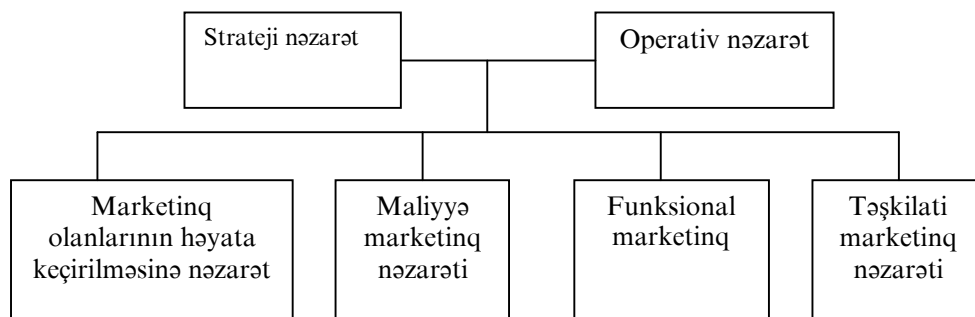 Strateji nəzarət
Operativ nəzarət
Marketinq
olanlarının həyata
keçirilməsinə nəzarət
Maliyyə
marketinq
nəzarəti
Funksional
marketinq
Təşkilati
marketinq
nəzarəti